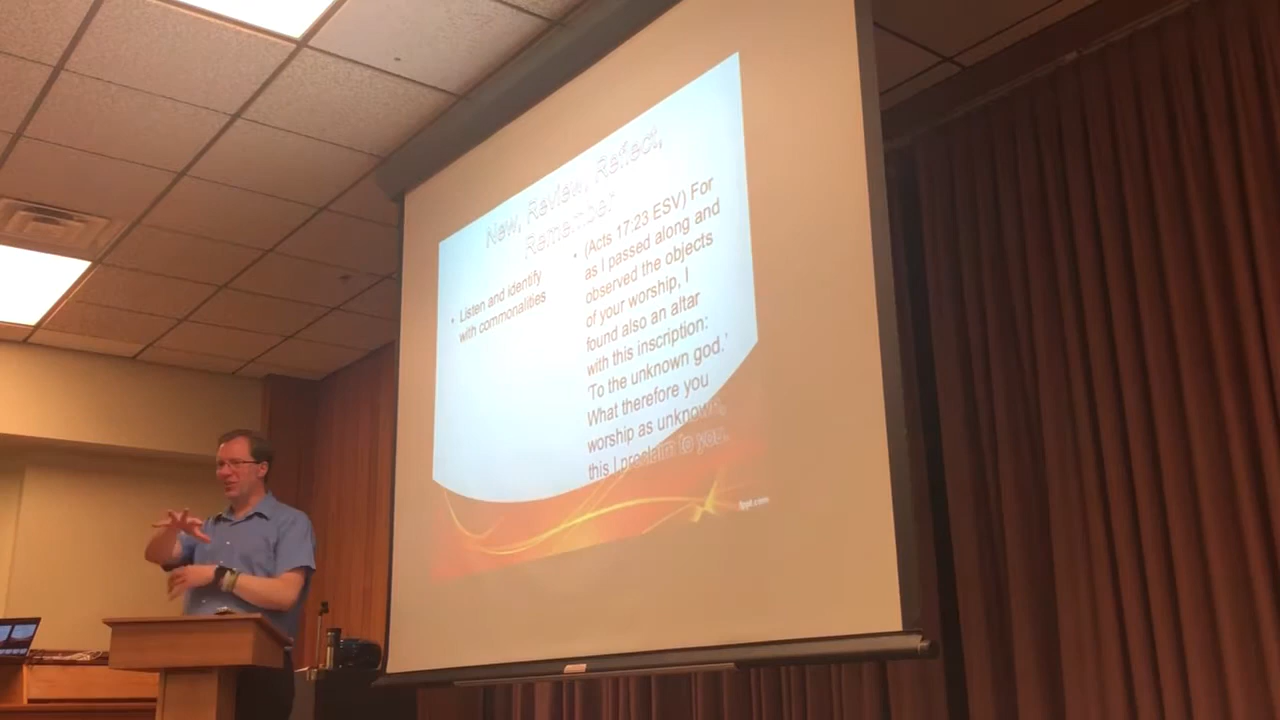 New, Review, Reflect,
Remember
• Listen and identify
with commonalities
• (Acts 17:23 ESV) For
as I passed along and
observed the objects
of your worship, I
found also an altar
with this inscription:
'To the unknown god.'
What therefore you
worship as unknown,
this I proclaim to you.
fppt.com